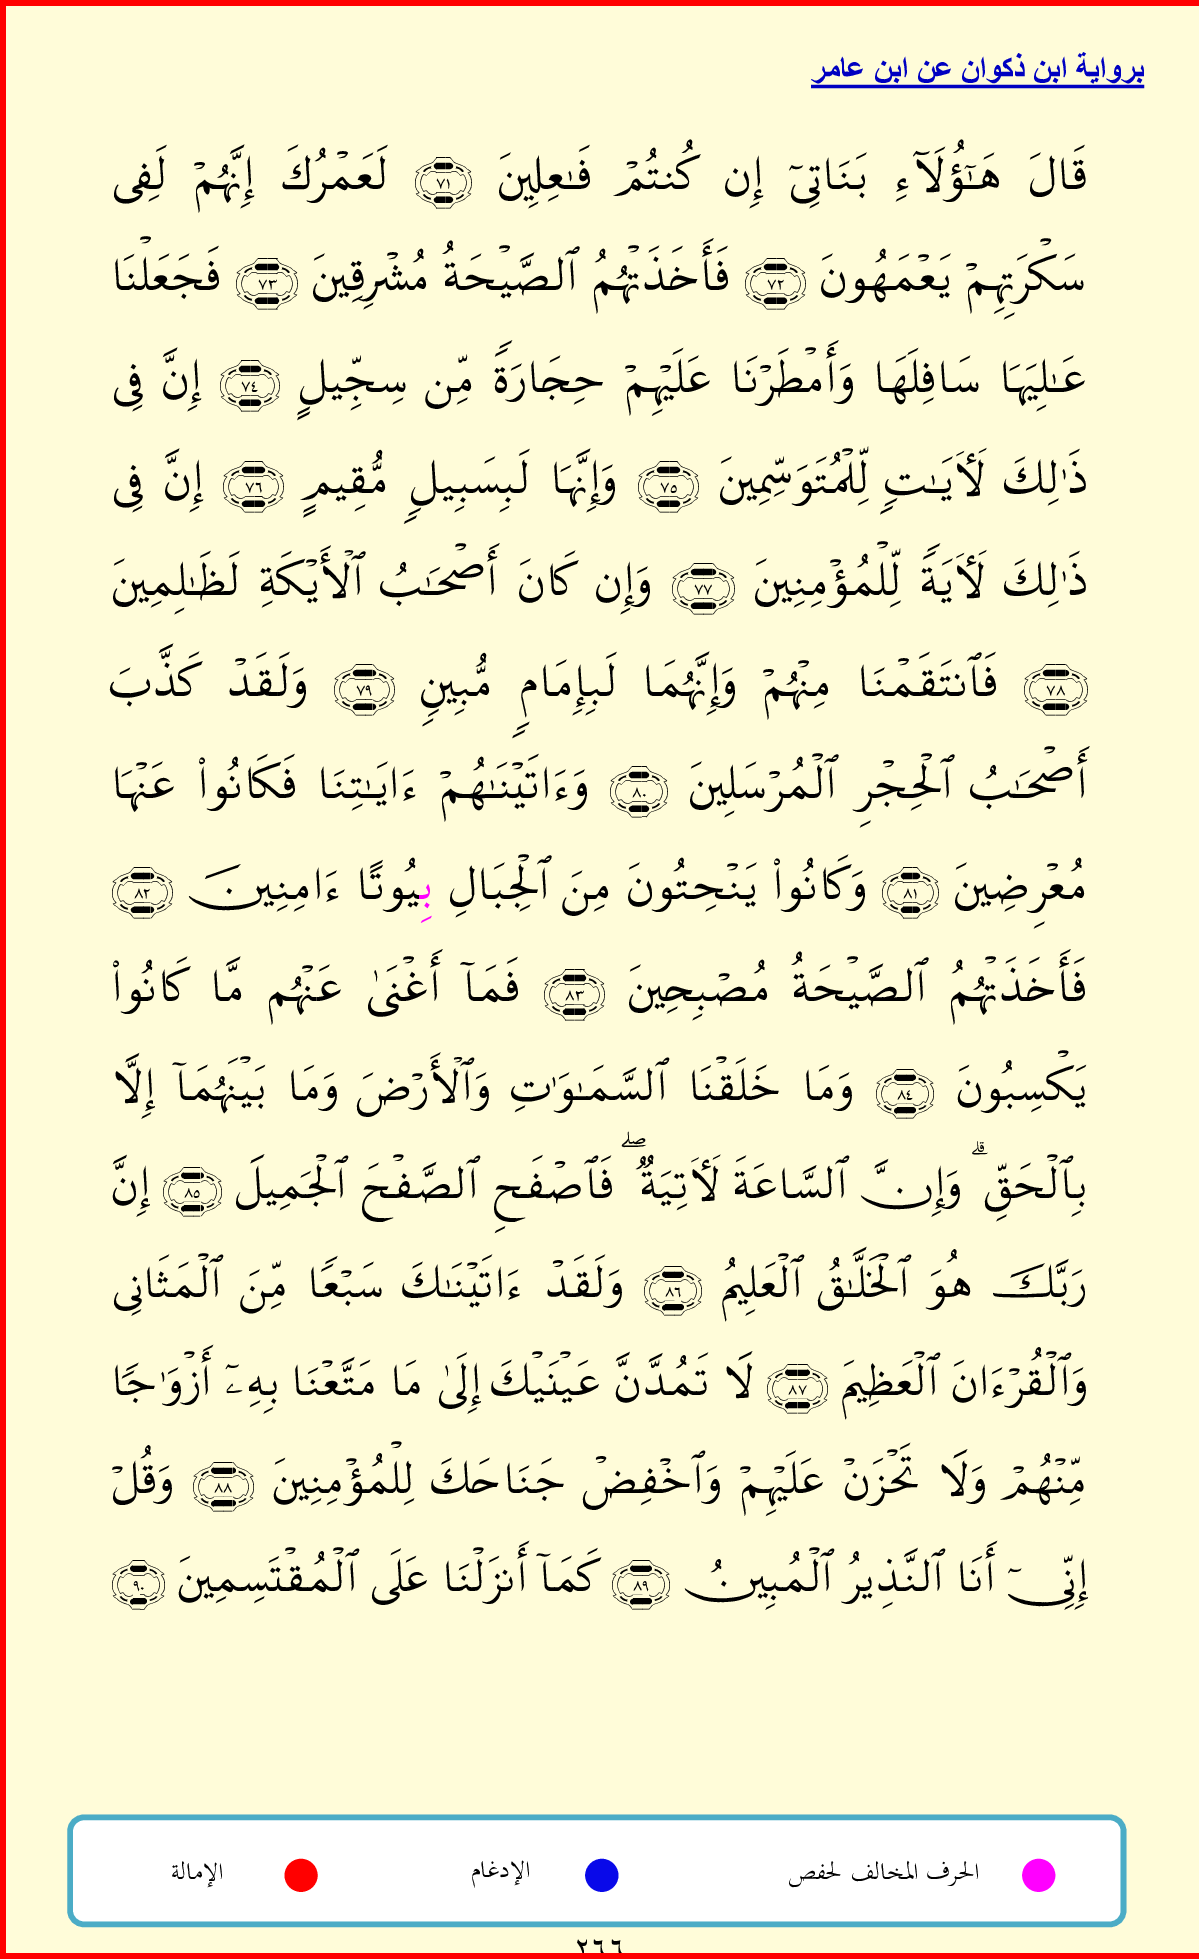 برواية ابن ذكوان عن ابن عامر
قَالَ هَٰٓؤُلَآءِ بَنَاتِىٓ إِن كُنتُمْ فَٰعِلِينَ ٧١ لَعَمْرُكَ إِنَّهُمْ لَفِى
سَكْرَتِهِمْ يَعْمَهُونَ ٧٢ فَأَخَذَتْهُمُ ٱلصَّيْحَةُ مُشْرِقِينَ ٧٣ فَجَعَلْنَا
عَٰلِيَهَا سَافِلَهَا وَأَمْطَرْنَا عَلَيْهِمْ حِجَارَةً مِّن سِجِّيلٍ ٧٤ إِنَّ فِى
ذَٰلِكَ لَأٓيَٰتٍ لِّلْمُتَوَسِّمِينَ ٧٥ وَإِنَّهَا لَبِسَبِيلٍ مُّقِيمٍ ٧٦ إِنَّ فِى
ذَٰلِكَ لَأٓيَةً لِّلْمُؤْمِنِينَ ٧٧ وَإِن كَانَ أَصْحَٰبُ ٱلْأَيْكَةِ لَظَٰلِمِينَ
٧٨ فَٱنتَقَمْنَا مِنْهُمْ وَإِنَّهُمَا لَبِإِمَامٍ مُّبِينٍ ٧٩ وَلَقَدْ كَذَّبَ
أَصْحَٰبُ ٱلْحِجْرِ ٱلْمُرْسَلِينَ ٨٠ وَءَاتَيْنَٰهُمْ ءَايَٰتِنَا فَكَانُوا۟ عَنْهَا
مُعْرِضِينَ ٨١ وَكَانُوا۟ يَنْحِتُونَ مِنَ ٱلْجِبَالِ بِيُوتًا ءَامِنِينَ ٨٢
فَأَخَذَتْهُمُ ٱلصَّيْحَةُ مُصْبِحِينَ ٨٣ فَمَآ أَغْنَىٰ عَنْهُم مَّا كَانُوا۟
يَكْسِبُونَ ٨٤ وَمَا خَلَقْنَا ٱلسَّمَٰوَٰتِ وَٱلْأَرْضَ وَمَا بَيْنَهُمَآ إِلَّا
بِٱلْحَقِّ ۗ وَإِنَّ ٱلسَّاعَةَ لَأٓتِيَةٌ ۖ فَٱصْفَحِ ٱلصَّفْحَ ٱلْجَمِيلَ ٨٥ إِنَّ
رَبَّكَ هُوَ ٱلْخَلَّٰقُ ٱلْعَلِيمُ ٨٦ وَلَقَدْ ءَاتَيْنَٰكَ سَبْعًا مِّنَ ٱلْمَثَانِى
وَٱلْقُرْءَانَ ٱلْعَظِيمَ ٨٧ لَا تَمُدَّنَّ عَيْنَيْكَ إِلَىٰ مَا مَتَّعْنَا بِهِۦٓ أَزْوَٰجًا
مِّنْهُمْ وَلَا تَحْزَنْ عَلَيْهِمْ وَٱخْفِضْ جَنَاحَكَ لِلْمُؤْمِنِينَ ٨٨ وَقُلْ
إِنِّىٓ أَنَا ٱلنَّذِيرُ ٱلْمُبِينُ ٨٩ كَمَآ أَنزَلْنَا عَلَى ٱلْمُقْتَسِمِينَ ٩٠
الحرف المخالف لحفص الإدغام الإمالة
٢٦٦